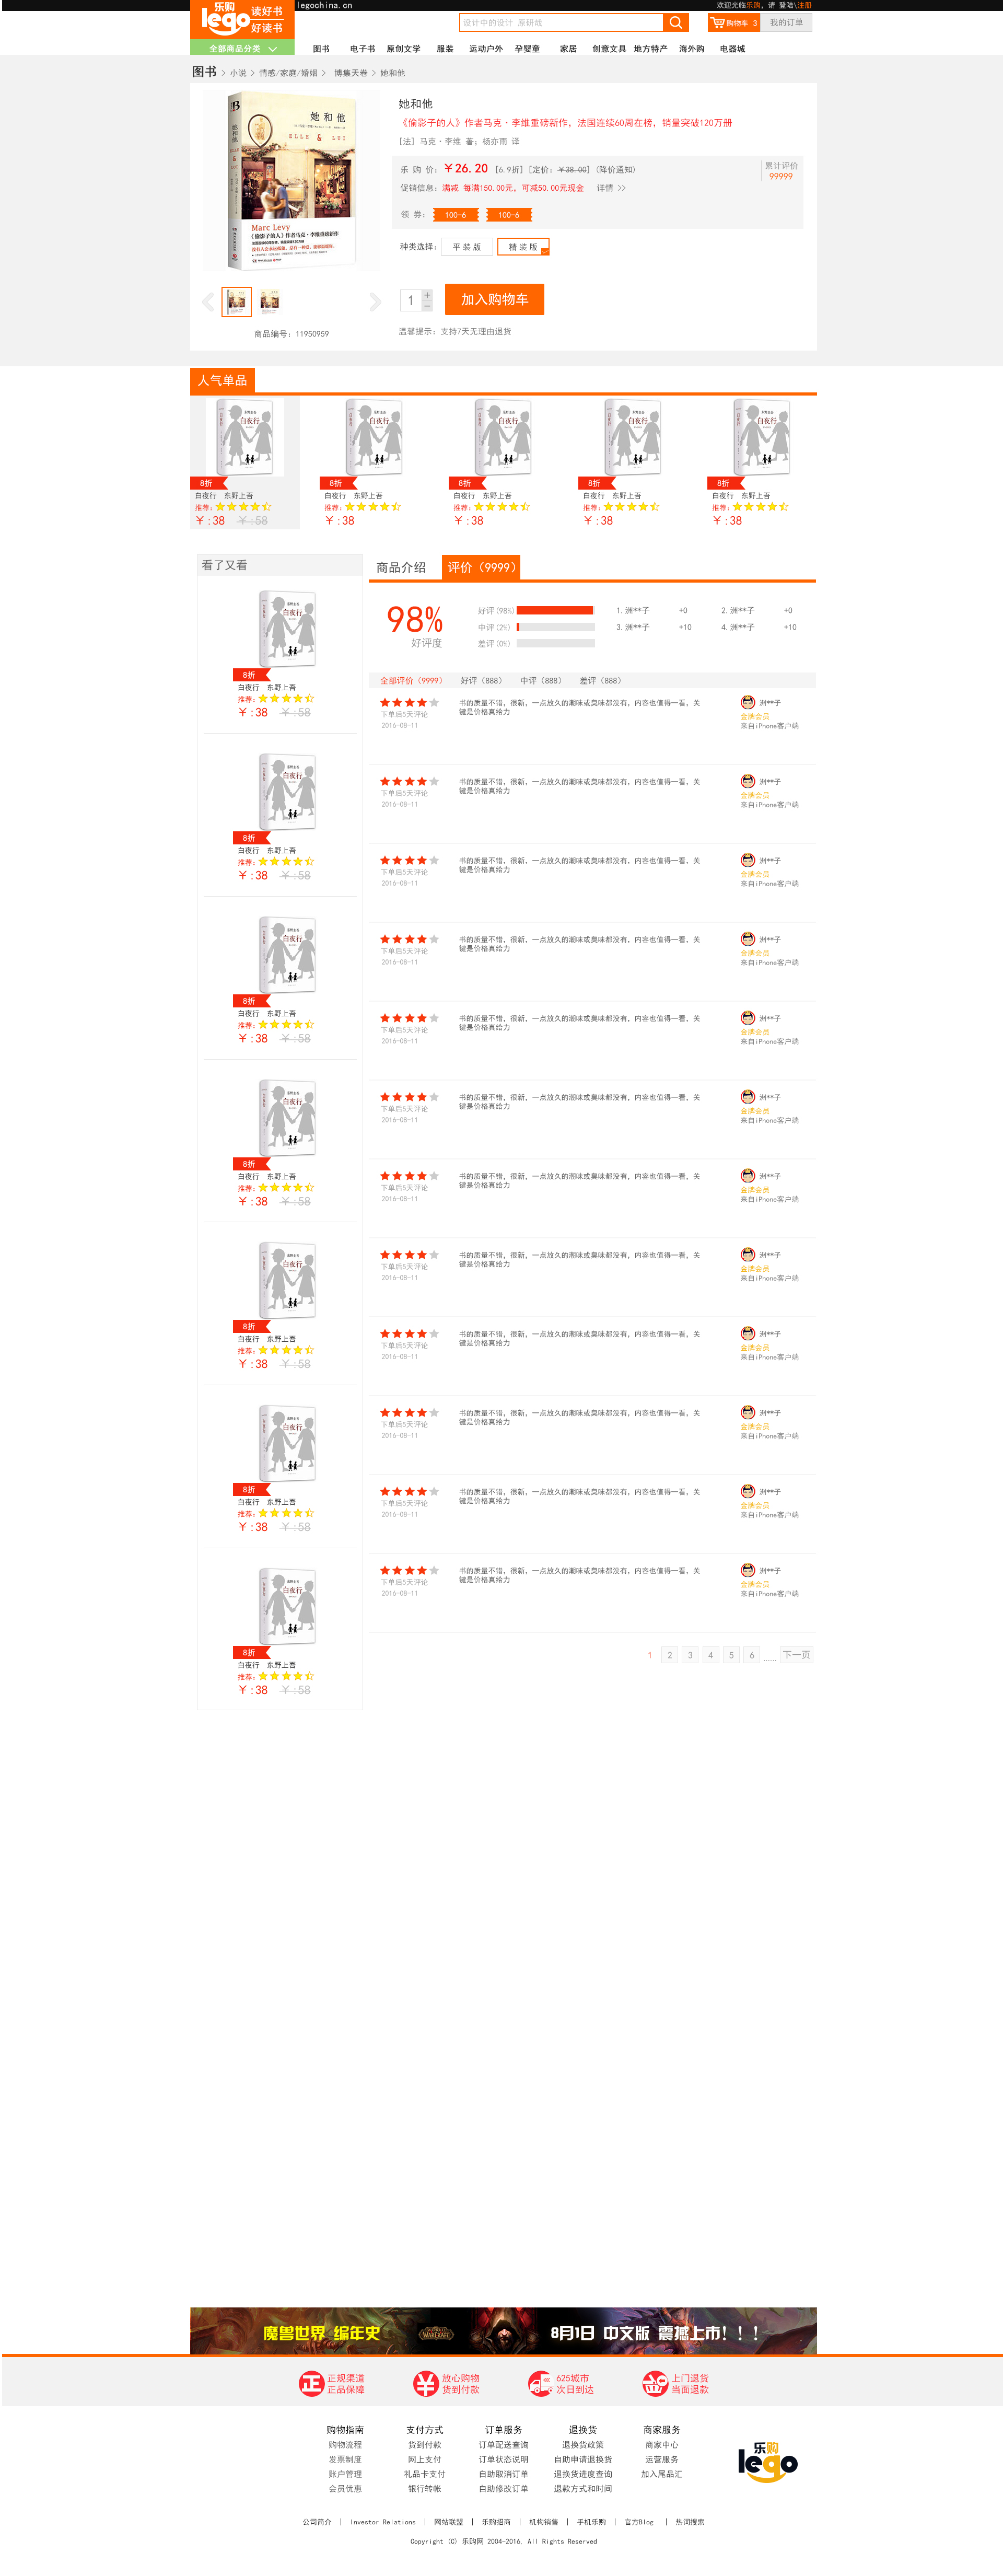 legochina.cn
欢迎光临乐购，请 登陆\注册
乐购
lego
读好书
好读书
设计中的设计 原研哉
购物车 3
我的订单
全部商品分类
图书 电子书 原创文学 服装 运动户外 孕婴童 家居 创意文具 地方特产 海外购 电器城
图书 > 小说 > 情感/家庭/婚姻 > 博集天卷 > 她和他
她和他
ELLE & LUI
Marc Levy
《偷影子的人》作者马克·李维重磅新作
她和他
《偷影子的人》作者马克·李维重磅新作，法国连续60周在榜，销量突破120万册
[法] 马克·李维 著；杨亦雨 译
乐 购 价：￥26.20 [6.9折][定价：￥38.00] (降价通知)
累计评价
99999
促销信息：满减 每满150.00元，可减50.00元现金 详情 >>
领 券： 100-6 100-6
种类选择： 平装版 精装版
1 + − 加入购物车
商品编号：11950959
温馨提示：支持7天无理由退货
人气单品
8折 8折 8折 8折 8折
白夜行 东野上吾 白夜行 东野上吾 白夜行 东野上吾 白夜行 东野上吾 白夜行 东野上吾
推荐： 推荐： 推荐： 推荐： 推荐：
￥:38 ￥:58 ￥:38 ￥:38 ￥:38 ￥:38
看了又看
白夜行
8折
白夜行 东野上吾
推荐：
￥:38 ￥:58
白夜行
8折
白夜行 东野上吾
推荐：
￥:38 ￥:58
白夜行
8折
白夜行 东野上吾
推荐：
￥:38 ￥:58
白夜行
8折
白夜行 东野上吾
推荐：
￥:38 ￥:58
白夜行
8折
白夜行 东野上吾
推荐：
￥:38 ￥:58
白夜行
8折
白夜行 东野上吾
推荐：
￥:38 ￥:58
白夜行
8折
白夜行 东野上吾
推荐：
￥:38 ￥:58
商品介绍 评价（9999）
98%
好评度
好评(98%)
中评(2%)
差评(0%)
1.洲**子 +0 2.洲**子 +0
3.洲**子 +10 4.洲**子 +10
全部评价（9999） 好评（888） 中评（888） 差评（888）
书的质量不错，很新，一点放久的潮味或臭味都没有，内容也值得一看，关 洲**子
键是价格真给力
下单后5天评论 金牌会员
2016-08-11 来自iPhone客户端
书的质量不错，很新，一点放久的潮味或臭味都没有，内容也值得一看，关 洲**子
键是价格真给力
下单后5天评论 金牌会员
2016-08-11 来自iPhone客户端
书的质量不错，很新，一点放久的潮味或臭味都没有，内容也值得一看，关 洲**子
键是价格真给力
下单后5天评论 金牌会员
2016-08-11 来自iPhone客户端
书的质量不错，很新，一点放久的潮味或臭味都没有，内容也值得一看，关 洲**子
键是价格真给力
下单后5天评论 金牌会员
2016-08-11 来自iPhone客户端
书的质量不错，很新，一点放久的潮味或臭味都没有，内容也值得一看，关 洲**子
键是价格真给力
下单后5天评论 金牌会员
2016-08-11 来自iPhone客户端
书的质量不错，很新，一点放久的潮味或臭味都没有，内容也值得一看，关 洲**子
键是价格真给力
下单后5天评论 金牌会员
2016-08-11 来自iPhone客户端
书的质量不错，很新，一点放久的潮味或臭味都没有，内容也值得一看，关 洲**子
键是价格真给力
下单后5天评论 金牌会员
2016-08-11 来自iPhone客户端
书的质量不错，很新，一点放久的潮味或臭味都没有，内容也值得一看，关 洲**子
键是价格真给力
下单后5天评论 金牌会员
2016-08-11 来自iPhone客户端
书的质量不错，很新，一点放久的潮味或臭味都没有，内容也值得一看，关 洲**子
键是价格真给力
下单后5天评论 金牌会员
2016-08-11 来自iPhone客户端
书的质量不错，很新，一点放久的潮味或臭味都没有，内容也值得一看，关 洲**子
键是价格真给力
下单后5天评论 金牌会员
2016-08-11 来自iPhone客户端
书的质量不错，很新，一点放久的潮味或臭味都没有，内容也值得一看，关 洲**子
键是价格真给力
下单后5天评论 金牌会员
2016-08-11 来自iPhone客户端
书的质量不错，很新，一点放久的潮味或臭味都没有，内容也值得一看，关 洲**子
键是价格真给力
下单后5天评论 金牌会员
2016-08-11 来自iPhone客户端
1 2 3 4 5 6 ...... 下一页
魔兽世界 编年史 WARCRAFT 8月1日 中文版 震撼上市！！！
正 正规渠道 ￥ 放心购物 625城市 上门退货
正品保障 货到付款 次日到达 当面退款
购物指南 支付方式 订单服务 退换货 商家服务
购物流程 货到付款 订单配送查询 退换货政策 商家中心
发票制度 网上支付 订单状态说明 自助申请退换货 运营服务
账户管理 礼品卡支付 自助取消订单 退换货进度查询 加入尾品汇
会员优惠 银行转帐 自助修改订单 退款方式和时间
乐购
lego
公司简介 | Investor Relations | 网站联盟 | 乐购招商 | 机构销售 | 手机乐购 | 官方Blog | 热词搜索
Copyright (C) 乐购网 2004-2016, All Rights Reserved